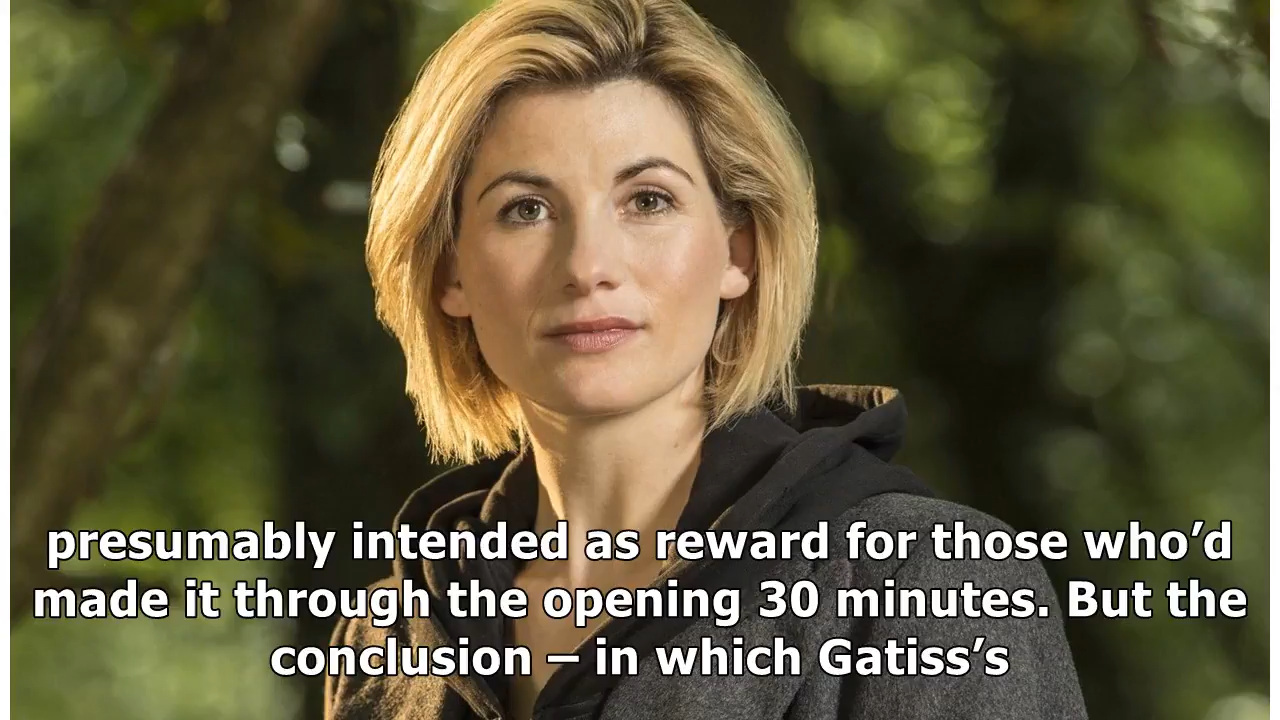 presumably intended as reward for those who’d
made it through the opening 30 minutes. But the
conclusion – in which Gatiss’s